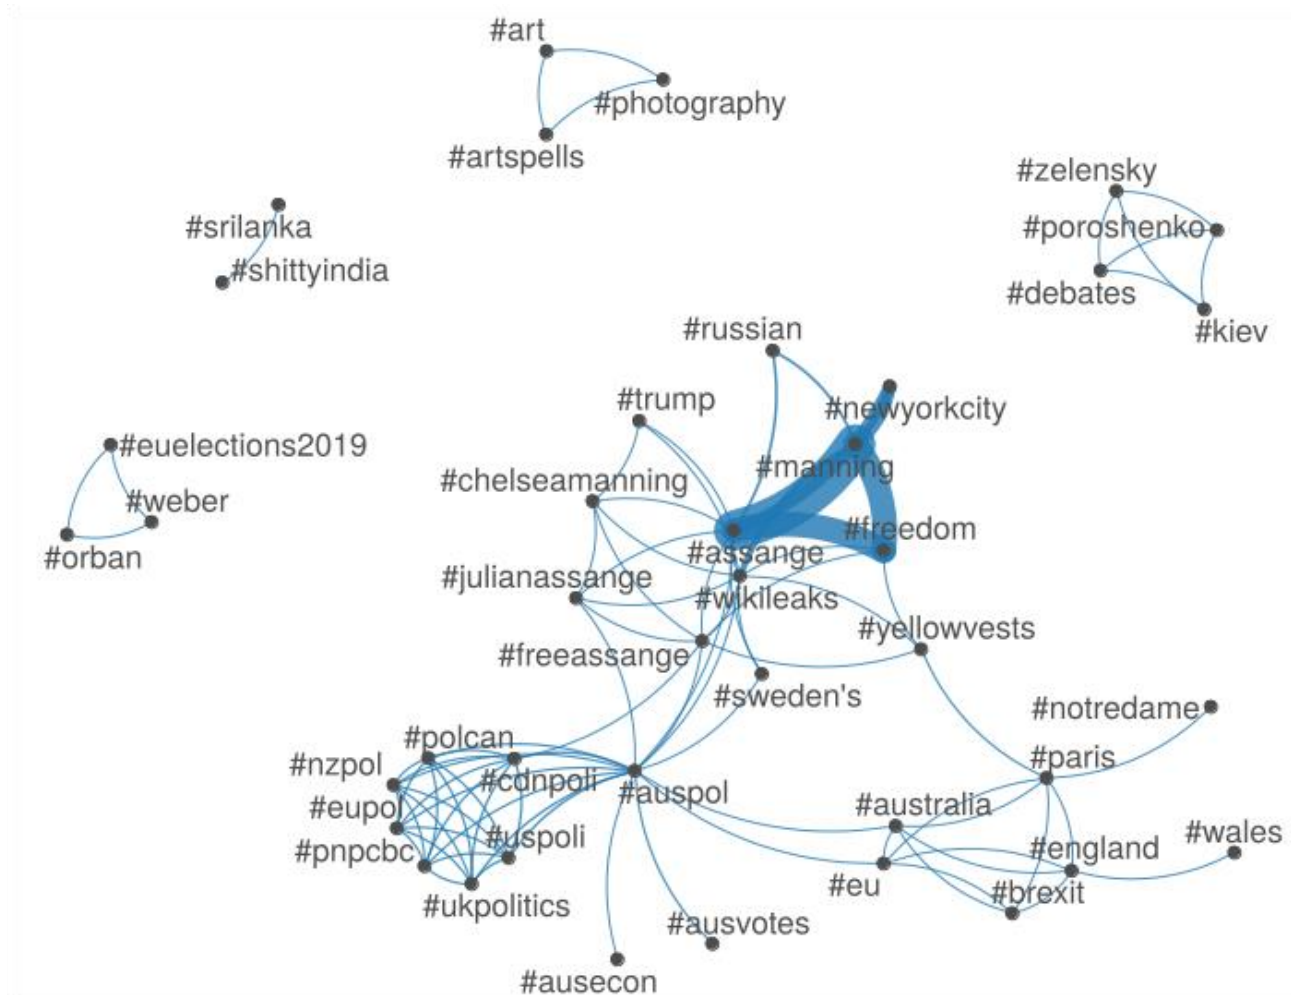 #art
#photography
#artspells
#zelensky
#srilanka
#poroshenko
#shittyindia
#debates
#kiev
#russian
#trump
#newyorkcity
#euelections2019
#manning
#chelseamanning
#weber
#freedom
#orban
#assange
#julianassange
#wikileaks
#yellowvests
#freeassange
#sweden's
#notredame
#polcan
#paris
#nzpol
#cdnpoli
#auspol
#eupol
#australia
#uspoli
#wales
#pnpcbc
#england
#eu
#brexit
#ukpolitics
#ausvotes
#ausecon